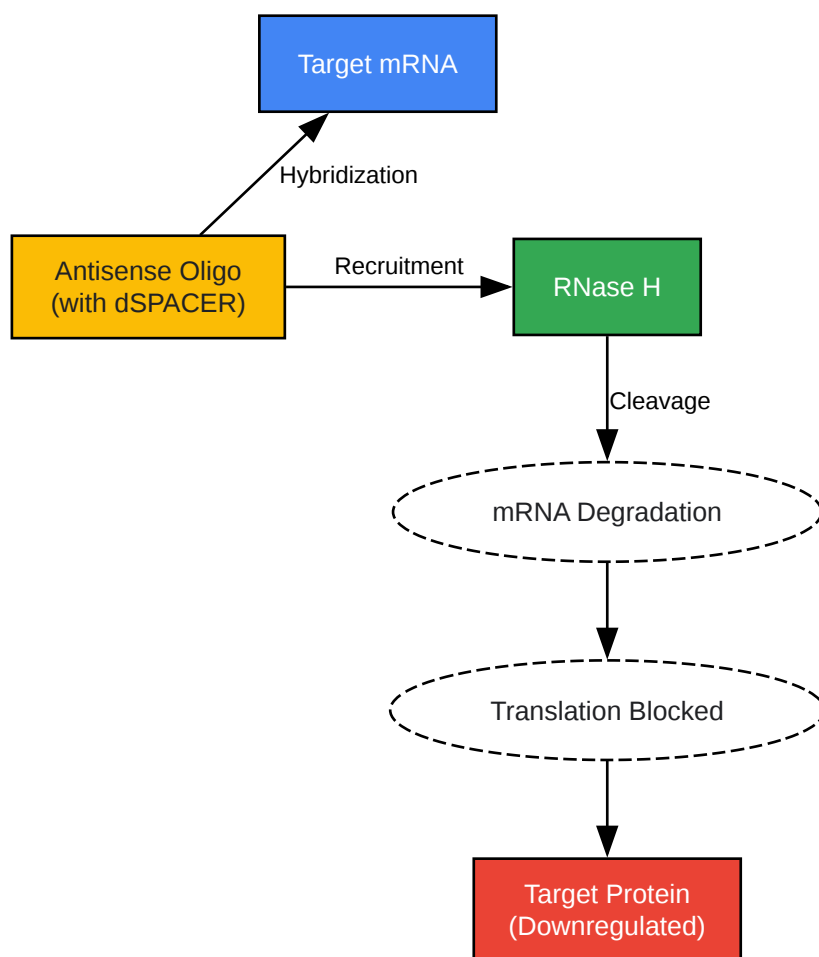 Target mRNA
Hybridization
Antisense Oligo
(with dSPACER)
Recruitment
RNase H
Cleavage
mRNA Degradation
Translation Blocked
Target Protein
(Downregulated)